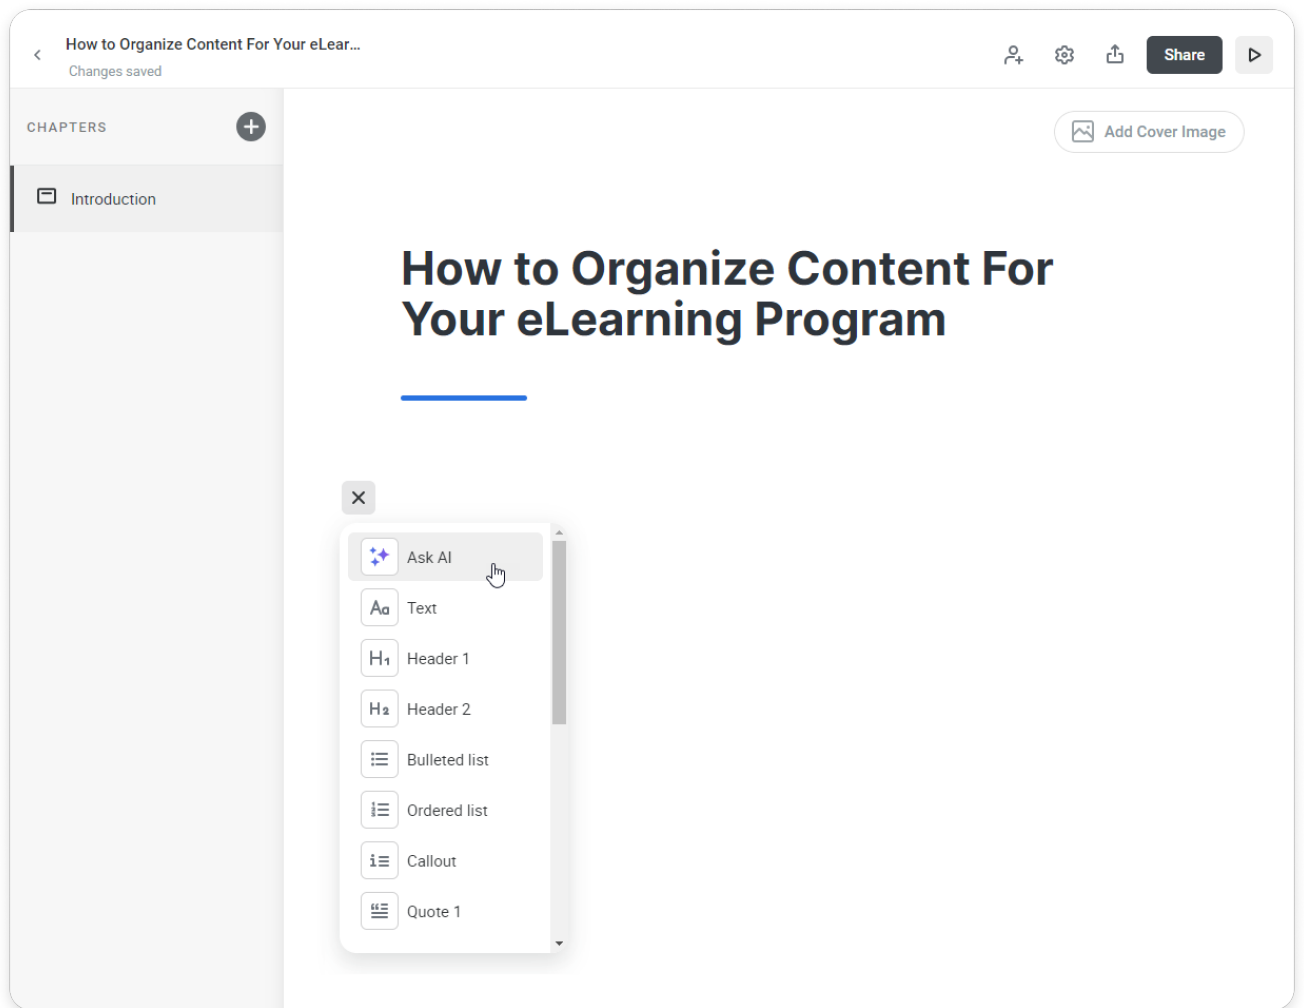 How to Organize Content For Your eLear...
Changes saved
Share
CHAPTERS
Introduction
Add Cover Image
How to Organize Content For
Your eLearning Program
Ask AI
Aa Text
H1 Header 1
H2 Header 2
Bulleted list
Ordered list
Callout
Quote 1